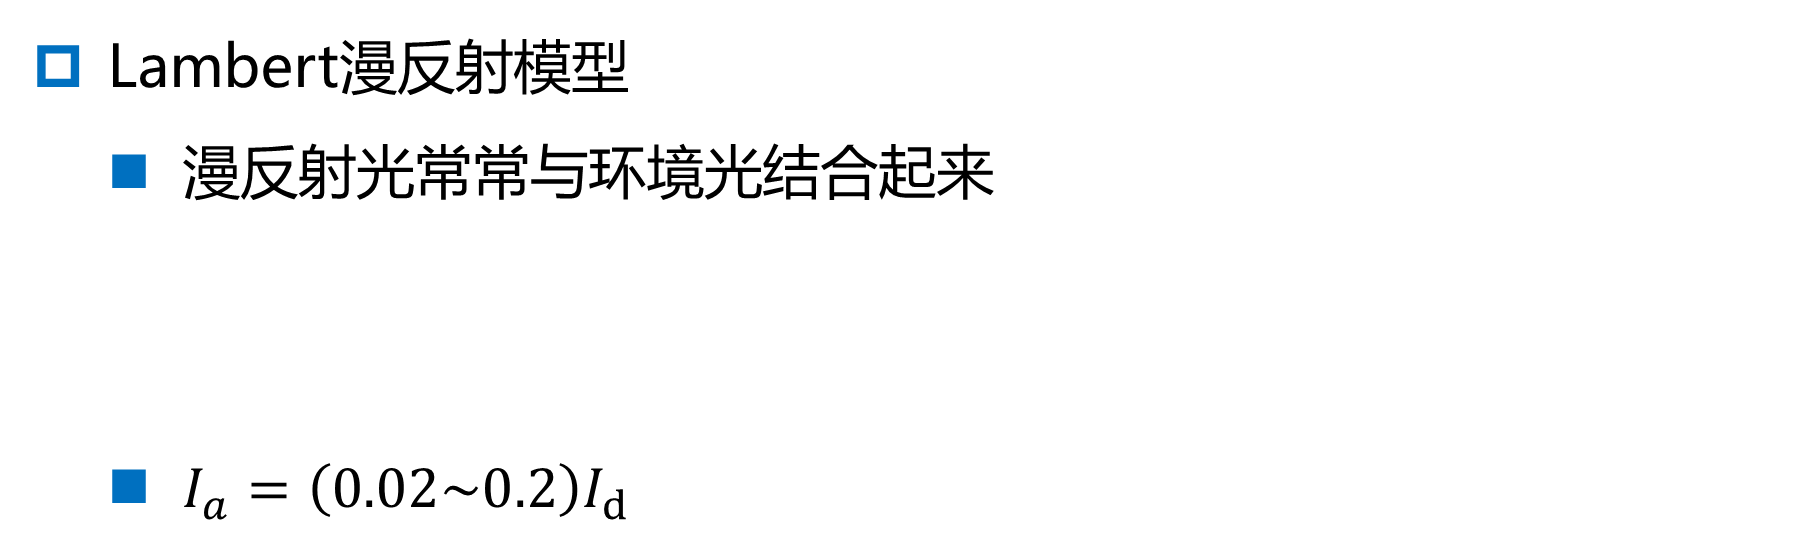 Lambert漫反射模型
漫反射光常常与环境光结合起来
I_a = (0.02~0.2)I_d